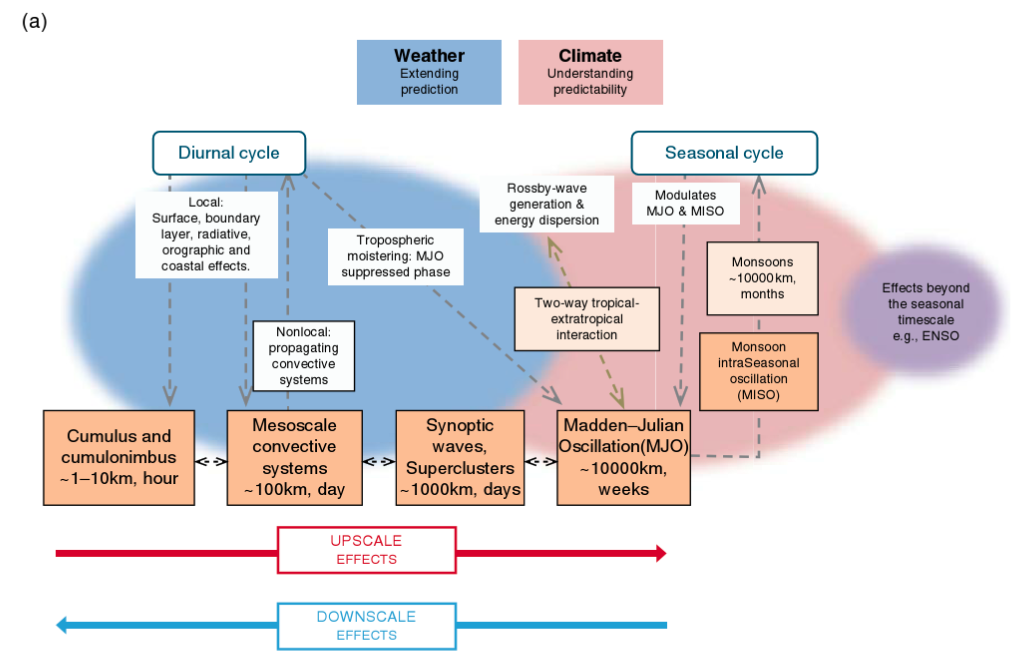 (a)
Weather
Extending
prediction
Climate
Understanding
predictability
Diurnal cycle
Seasonal cycle
Local:
Surface, boundary
layer, radiative,
orographic and
coastal effects.
Tropospheric
moistering: MJO
suppressed phase
Rossby-wave
generation &
energy dispersion
Modulates
MJO & MISO
Monsoons
~10000km,
months
Effects beyond
the seasonal
timescale
e.g., ENSO
Two-way tropical-
extratropical
interaction
Nonlocal:
propagating
convective
systems
Monsoon
intraSeasonal
oscillation
(MISO)
Cumulus and
cumulonimbus
~1–10km, hour
Mesoscale
convective
systems
~100km, day
Synoptic
waves,
Superclusters
~1000km, days
Madden–Julian
Oscillation(MJO)
~10000km,
weeks
UPSCALE
EFFECTS
DOWNSCALE
EFFECTS